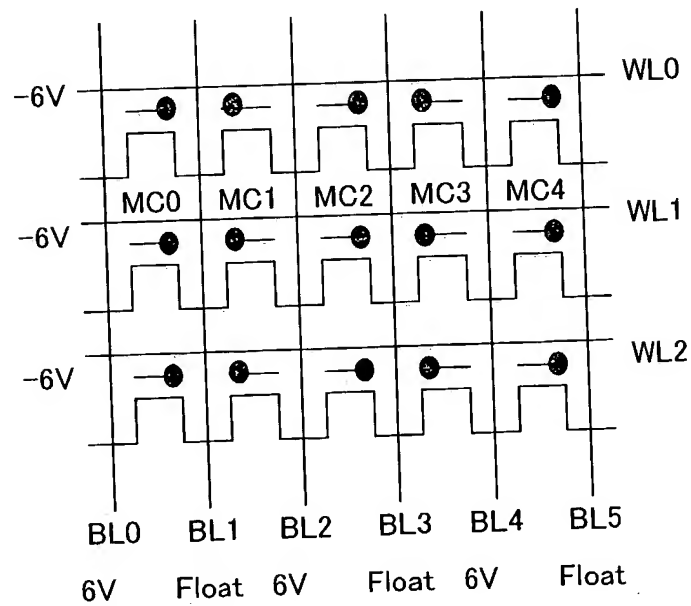 WL0
-6V
MC0 MC1 MC2 MC3 MC4
WL1
-6V
WL2
-6V
BL0 BL1 BL2 BL3 BL4 BL5
6V Float 6V Float 6V Float